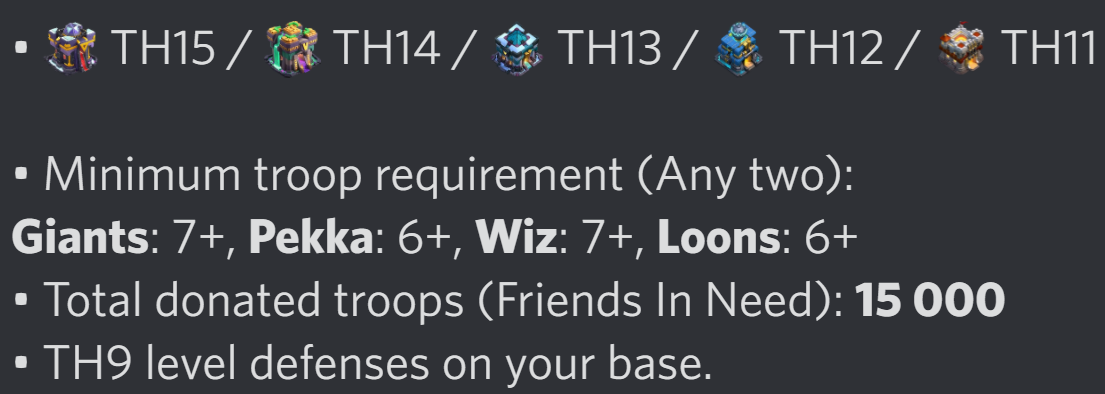 • TH15 / TH14 / TH13 / TH12 / TH11
• Minimum troop requirement (Any two):
Giants: 7+, Pekka: 6+, Wiz: 7+, Loons: 6+
• Total donated troops (Friends In Need): 15 000
• TH9 level defenses on your base.